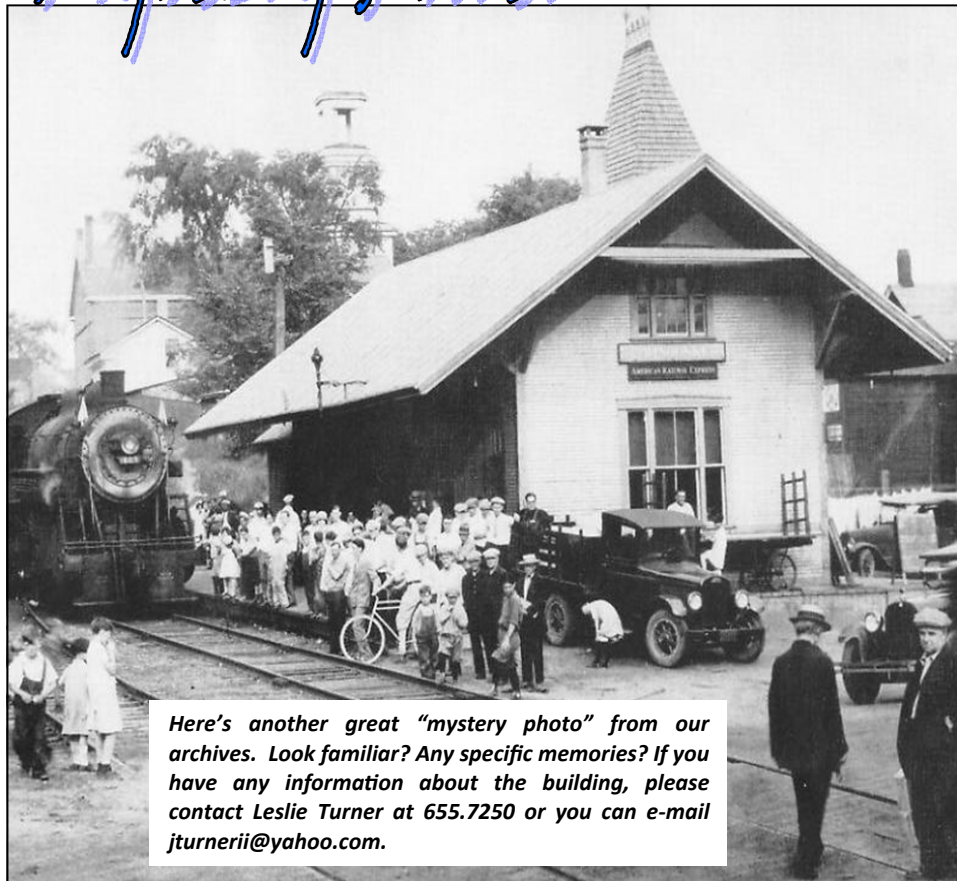 AMERICAN RAILWAY EXPRESS
Here's another great “mystery photo” from our
archives. Look familiar? Any specific memories? If you
have any information about the building, please
contact Leslie Turner at 655.7250 or you can e-mail
jturnerii@yahoo.com.